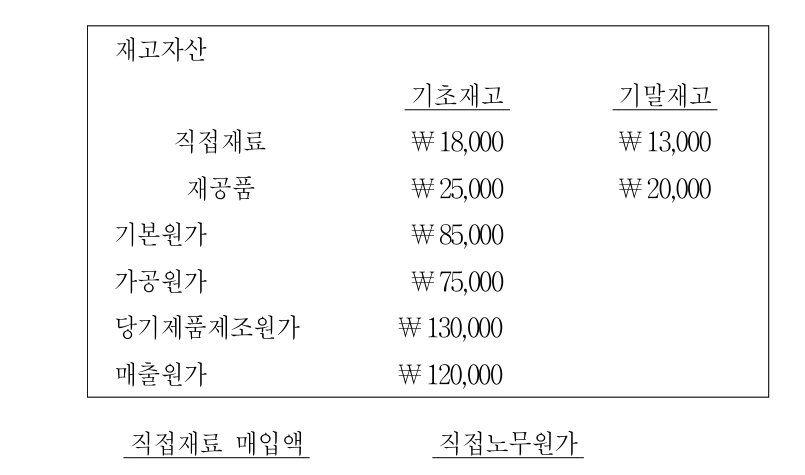 재고자산
기초재고 기말재고
직접재료 ₩18,000 ₩13,000
재공품 ₩25,000 ₩20,000
기본원가 ₩85,000
가공원가 ₩75,000
당기제품제조원가 ₩130,000
매출원가 ₩120,000
직접재료 매입액 직접노무원가